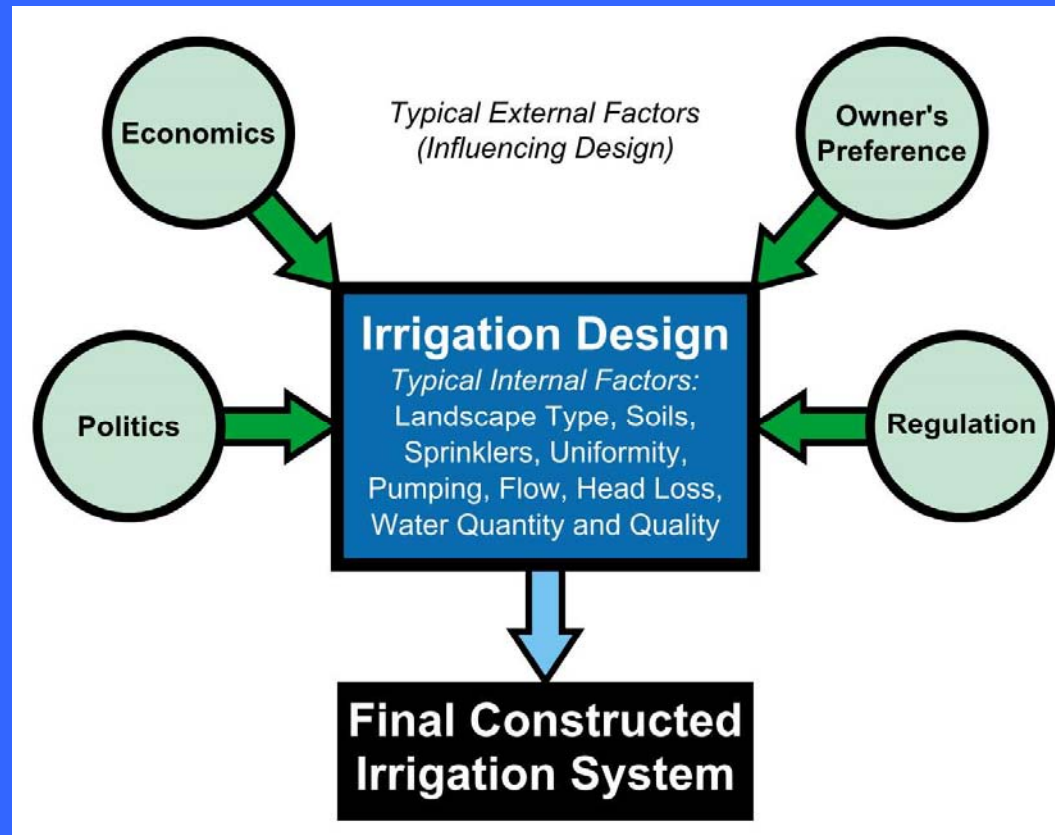 Economics
Typical External Factors
(Influencing Design)
Owner's
Preference
Politics
Irrigation Design
Typical Internal Factors:
Landscape Type, Soils,
Sprinklers, Uniformity,
Pumping, Flow, Head Loss,
Water Quantity and Quality
Regulation
Final Constructed
Irrigation System